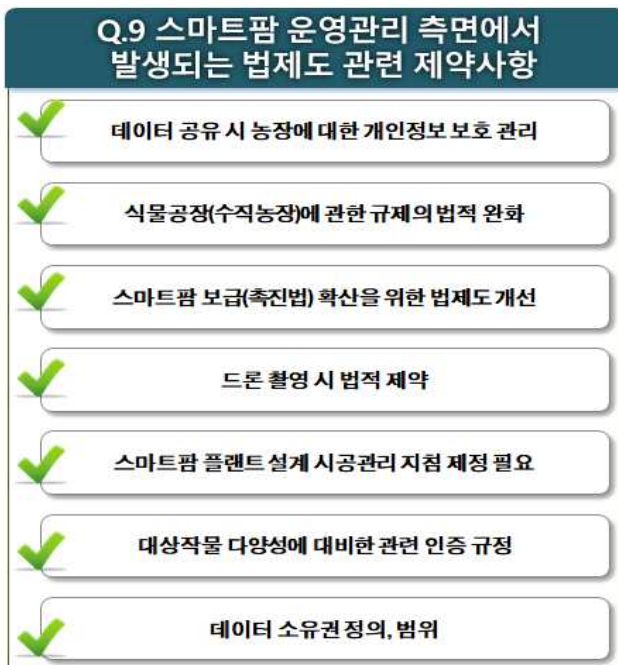 Q.9 스마트팜 운영관리 측면에서
발생되는 법제도 관련 제약사항
데이터 공유 시 농장에 대한 개인정보 보호 관리
식물공장(수직농장)에 관한 규제의 법적 완화
스마트팜 보급(촉진법) 확산을 위한 법제도 개선
드론 촬영 시 법적 제약
스마트팜 플랜트 설계 시공관리 지침 제정 필요
대상작물 다양성에 대비한 관련 인증 규정
데이터 소유권 정의, 범위